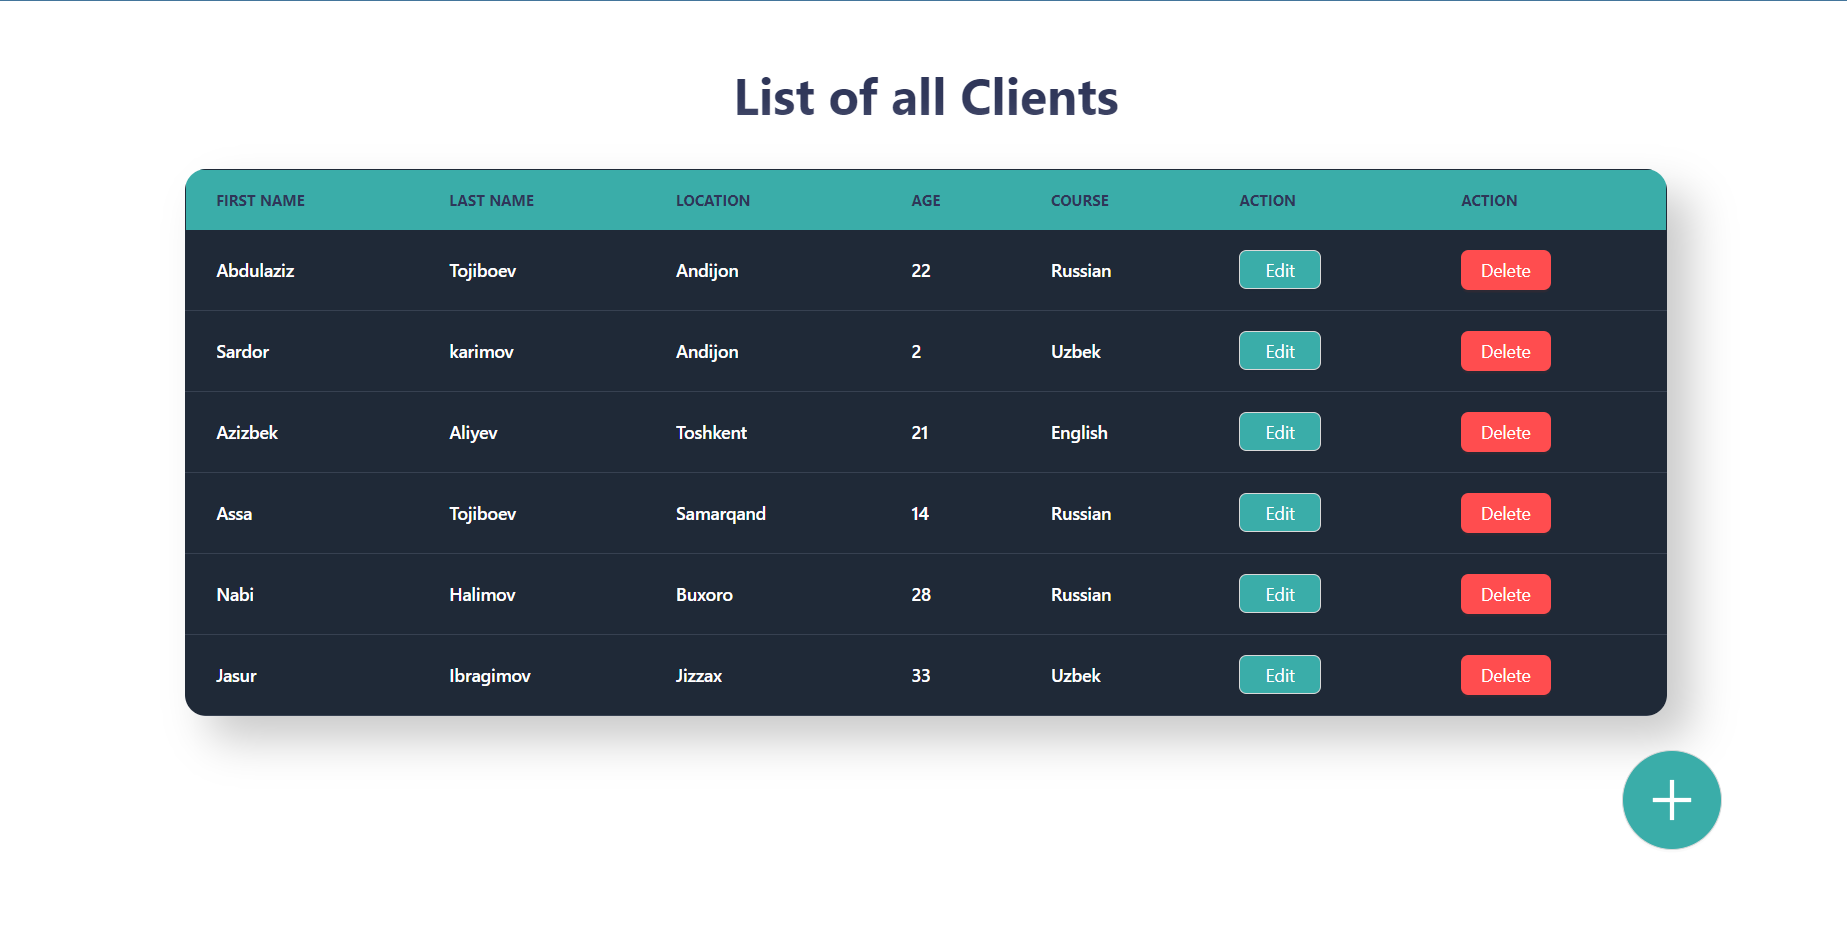 List of all Clients
FIRST NAME LAST NAME LOCATION AGE COURSE ACTION ACTION
Abdulaziz Tojiboev Andijon 22 Russian Edit Delete
Sardor karimov Andijon 2 Uzbek Edit Delete
Azizbek Aliyev Toshkent 21 English Edit Delete
Assa Tojiboev Samarqand 14 Russian Edit Delete
Nabi Halimov Buxoro 28 Russian Edit Delete
Jasur Ibragimov Jizzax 33 Uzbek Edit Delete